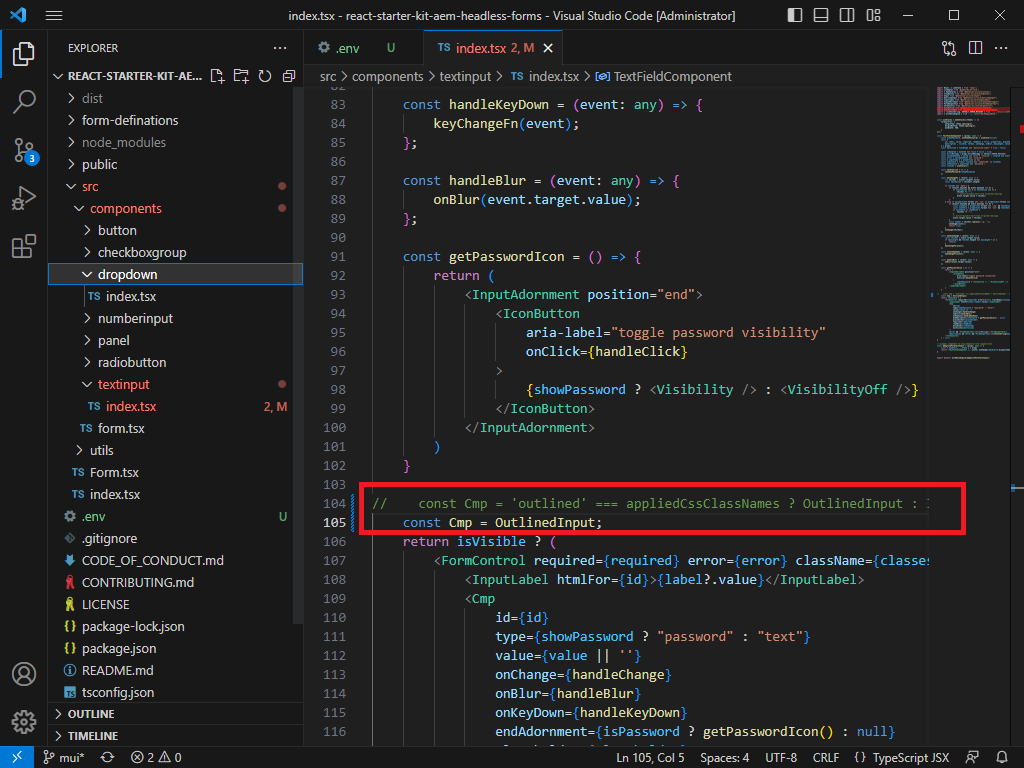 index.tsx - react-starter-kit-aem-headless-forms - Visual Studio Code [Administrator]
EXPLORER
REACT-STARTER-KIT-AE...
dist
form-definations
node_modules
public
src
components
button
checkboxgroup
dropdown
TS index.tsx
numberinput
panel
radiobutton
textinput
TS index.tsx 2, M
TS form.tsx
utils
TS Form.tsx
TS index.tsx
.env U
.gitignore
CODE_OF_CONDUCT.md
CONTRIBUTING.md
LICENSE
{} package-lock.json
{} package.json
README.md
TS tsconfig.json
OUTLINE
TIMELINE
3
.env U
TS index.tsx 2, M
src > components > textinput > TS index.tsx > TextFieldComponent
82
83 const handleKeyDown = (event: any) => {
84 keyChangeFn(event);
85 };
86
87 const handleBlur = (event: any) => {
88 onBlur(event.target.value);
89 };
90
91 const getPasswordIcon = () => {
92 return (
93 <InputAdornment position="end">
94 <IconButton
95 aria-label="toggle password visibility"
96 onClick={handleClick}
97 >
98 {showPassword ? <Visibility /> : <VisibilityOff />}
99 </IconButton>
100 </InputAdornment>
101 )
102 }
103
104 // const Cmp = 'outlined' === appliedCssClassNames ? OutlinedInput :
105 const Cmp = OutlinedInput;
106 return isVisible ? (
107 <FormControl required={required} error={error} className={classes
108 <InputLabel htmlFor={id}>{label?.value}</InputLabel>
109 <Cmp
110 id={id}
111 type={showPassword ? "password" : "text"}
112 value={value || ''}
113 onChange={handleChange}
114 onBlur={handleBlur}
115 onKeyDown={handleKeyDown}
116 endAdornment={isPassword ? getPasswordIcon() : null}
mui* 2 0 Ln 105, Col 5 Spaces: 4 UTF-8 CRLF {} TypeScript JSX